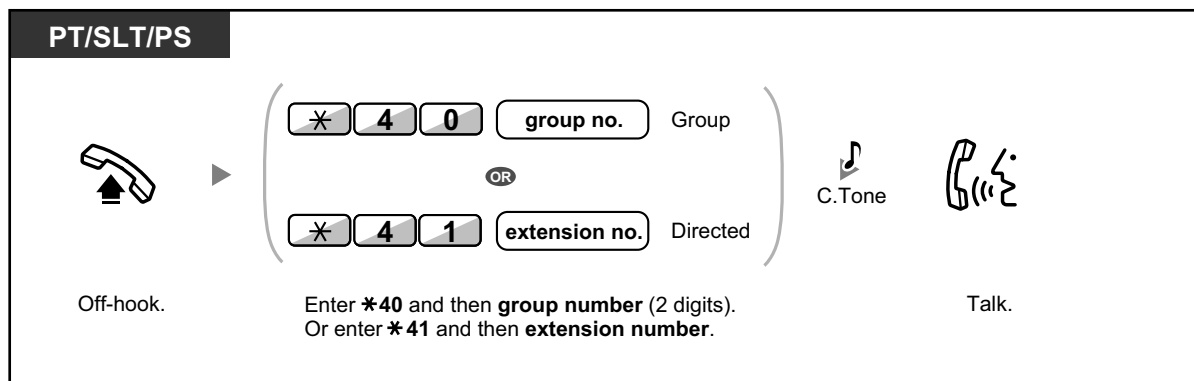 PT/SLT/PS
* 4 0 group no. Group
OR
* 4 1 extension no. Directed
C.Tone
Off-hook.
Enter *40 and then group number (2 digits).
Or enter *41 and then extension number.
Talk.